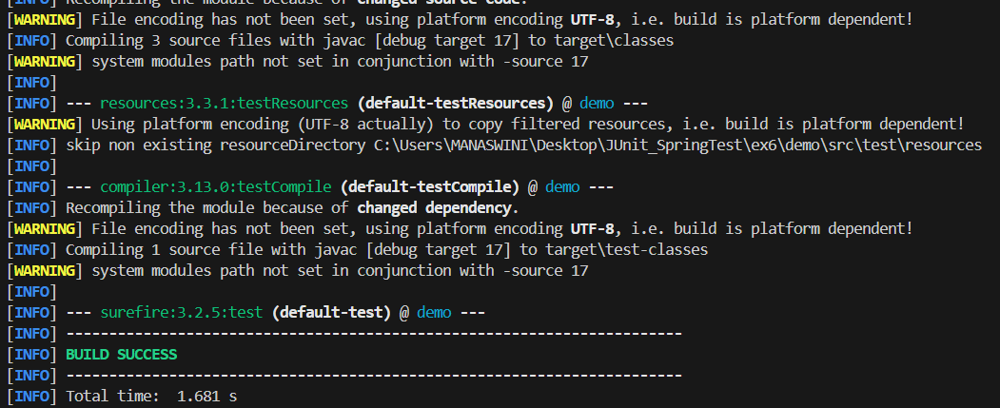 [INFO] Recompiling the module because of changed source code.
[WARNING] File encoding has not been set, using platform encoding UTF-8, i.e. build is platform dependent!
[INFO] Compiling 3 source files with javac [debug target 17] to target\classes
[WARNING] system modules path not set in conjunction with -source 17
[INFO]
[INFO] --- resources:3.3.1:testResources (default-testResources) @ demo ---
[WARNING] Using platform encoding (UTF-8 actually) to copy filtered resources, i.e. build is platform dependent!
[INFO] skip non existing resourceDirectory C:\Users\MANASWINI\Desktop\JUnit_SpringTest\ex6\demo\src\test\resources
[INFO]
[INFO] --- compiler:3.13.0:testCompile (default-testCompile) @ demo ---
[INFO] Recompiling the module because of changed dependency.
[WARNING] File encoding has not been set, using platform encoding UTF-8, i.e. build is platform dependent!
[INFO] Compiling 1 source file with javac [debug target 17] to target\test-classes
[WARNING] system modules path not set in conjunction with -source 17
[INFO]
[INFO] --- surefire:3.2.5:test (default-test) @ demo ---
[INFO] ------------------------------------------------------------------------
[INFO] BUILD SUCCESS
[INFO] ------------------------------------------------------------------------
[INFO] Total time:  1.681 s